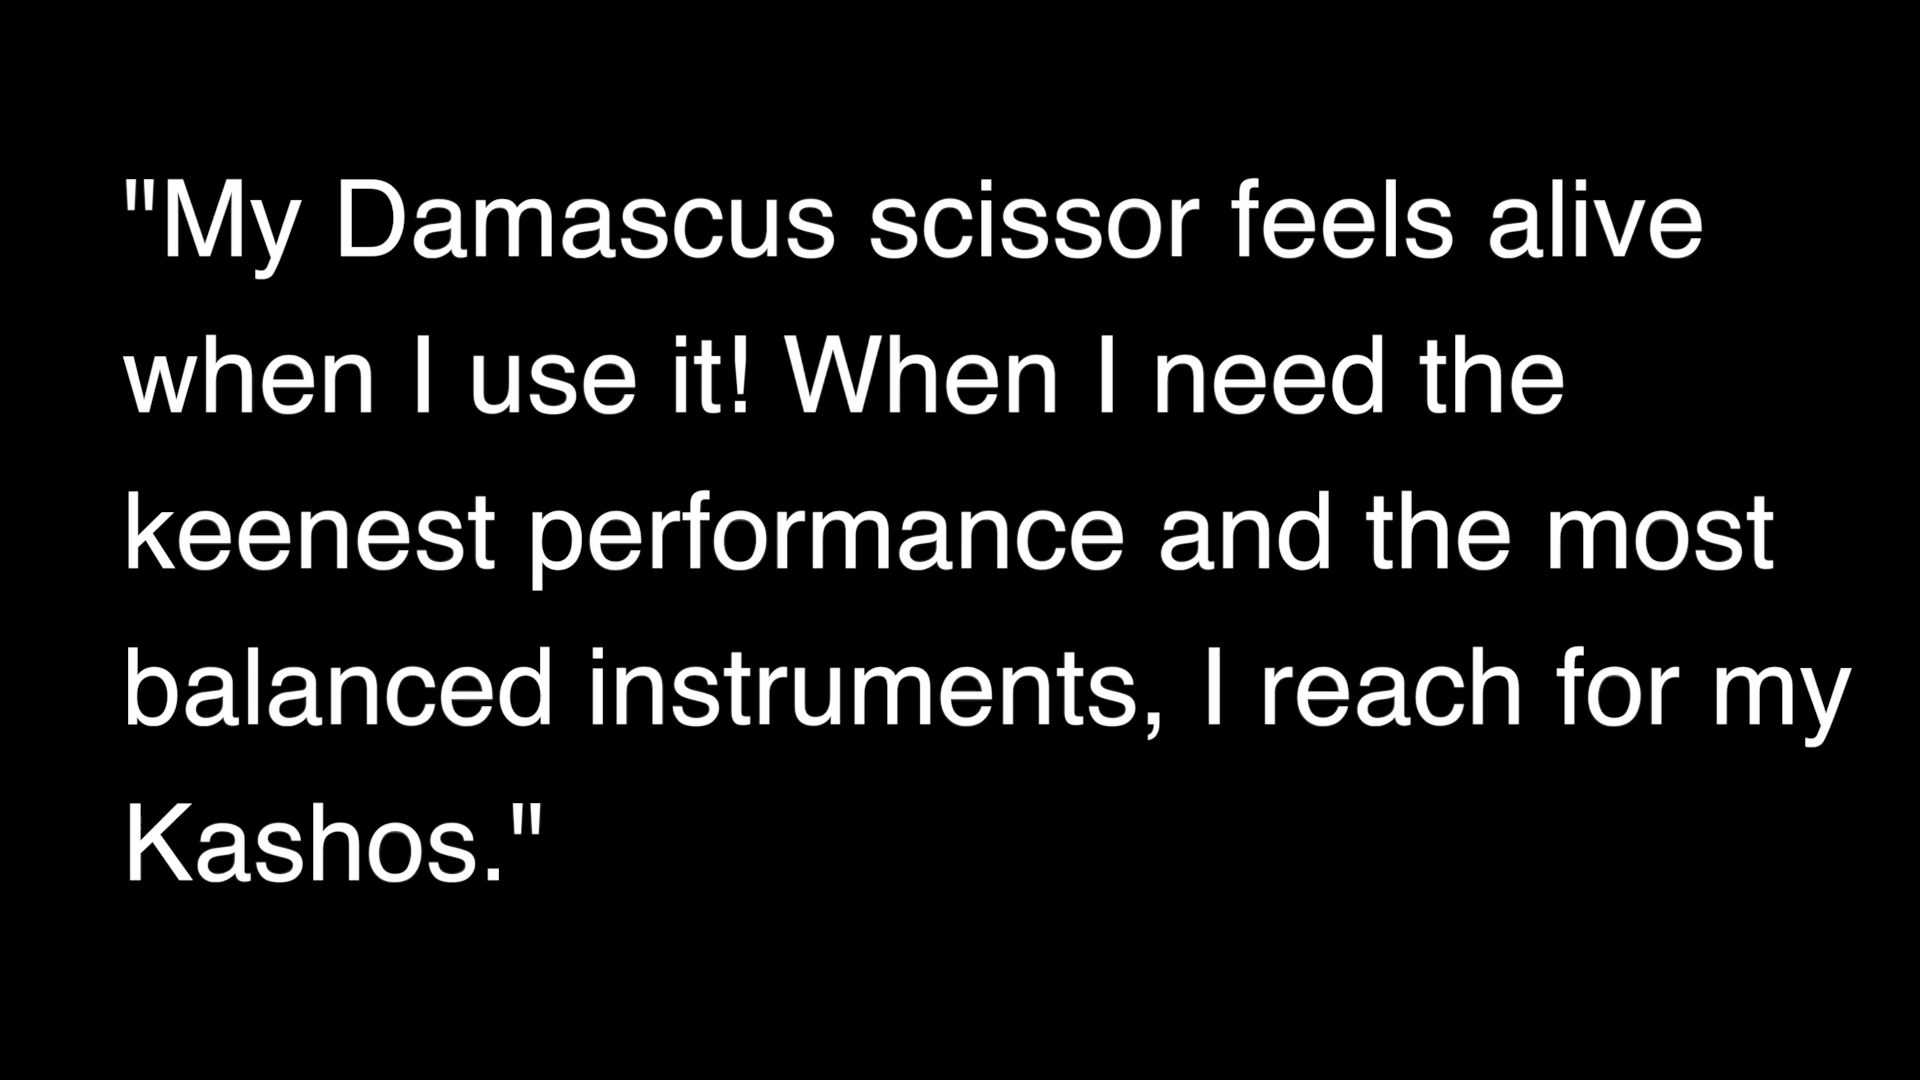 "My Damascus scissor feels alive
when I use it! When I need the
keenest performance and the most
balanced instruments, I reach for my
Kashos."